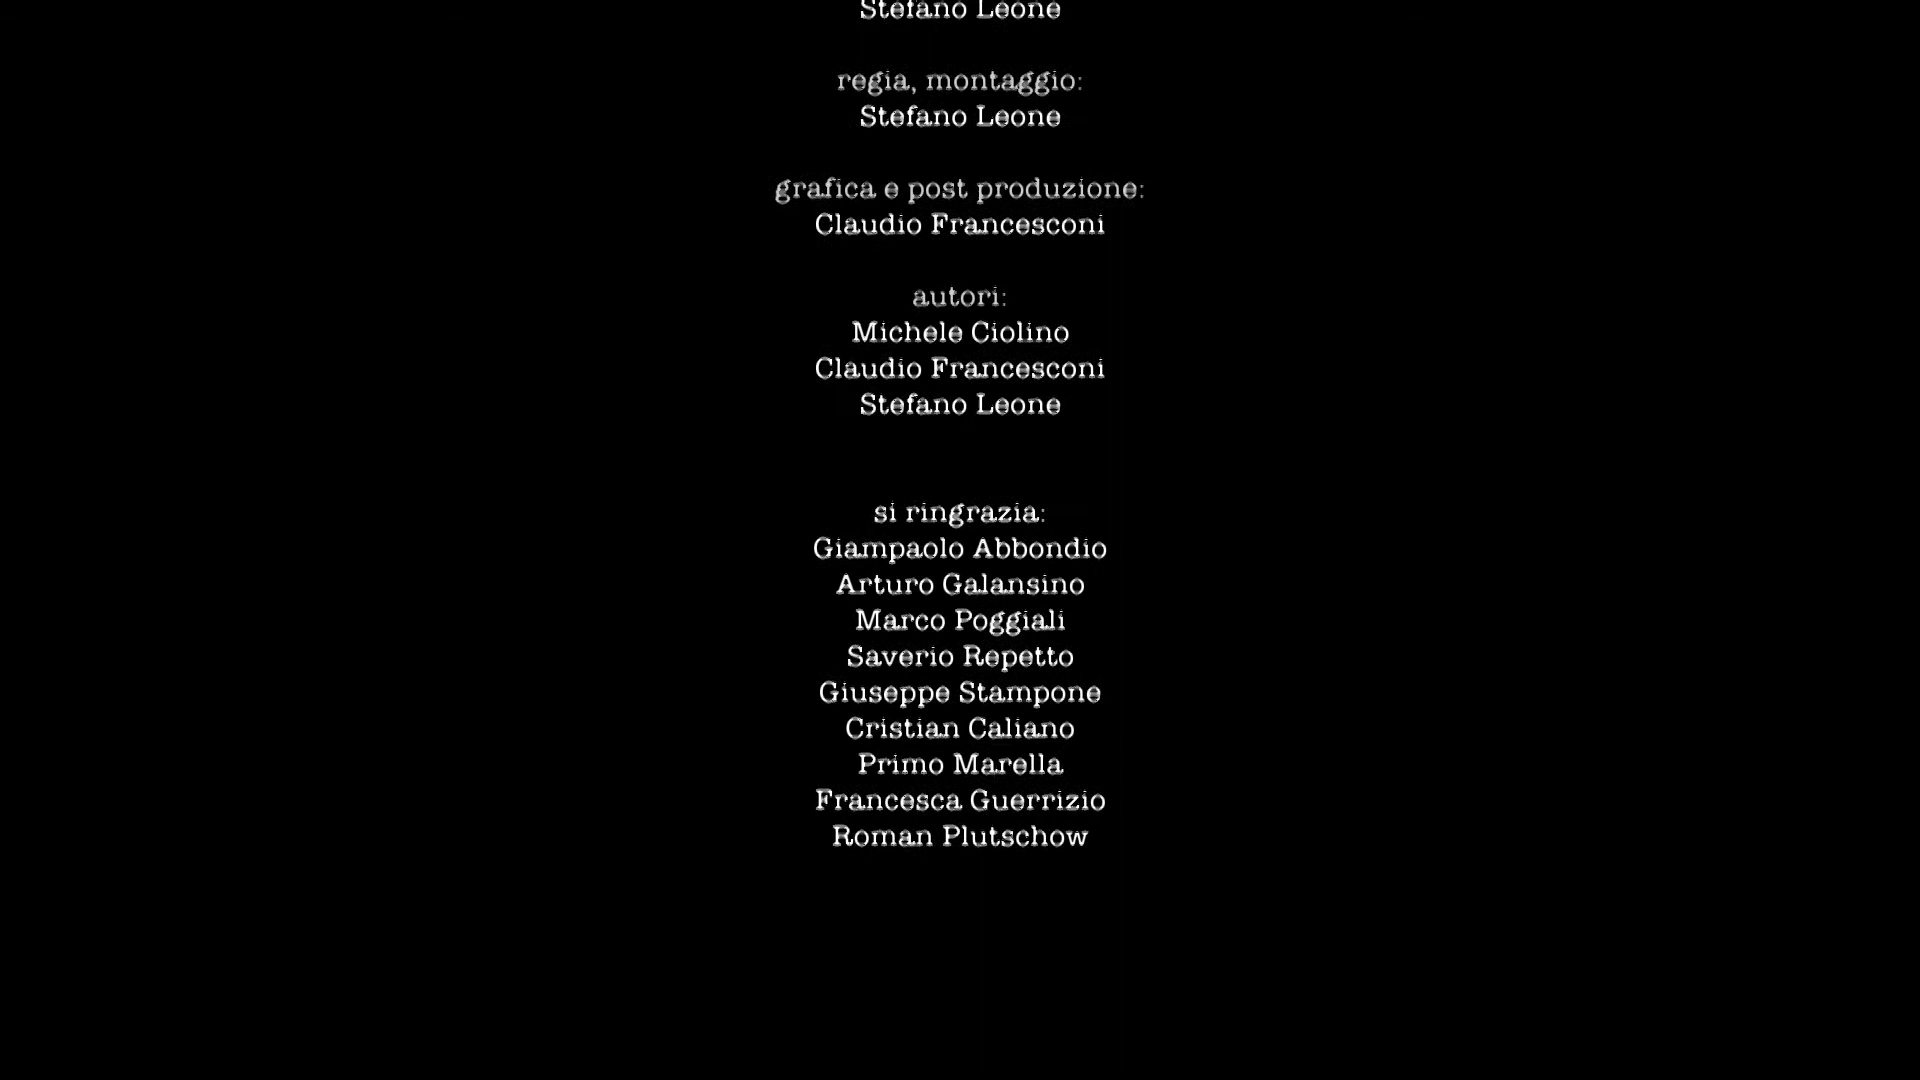 Stefano Leone
regia, montaggio:
Stefano Leone
grafica e post produzione:
Claudio Francesconi
autori:
Michele Ciolino
Claudio Francesconi
Stefano Leone
si ringrazia:
Giampaolo Abbondio
Arturo Galansino
Marco Poggiali
Saverio Repetto
Giuseppe Stampone
Cristian Caliano
Primo Marella
Francesca Guerrizio
Roman Plutschow